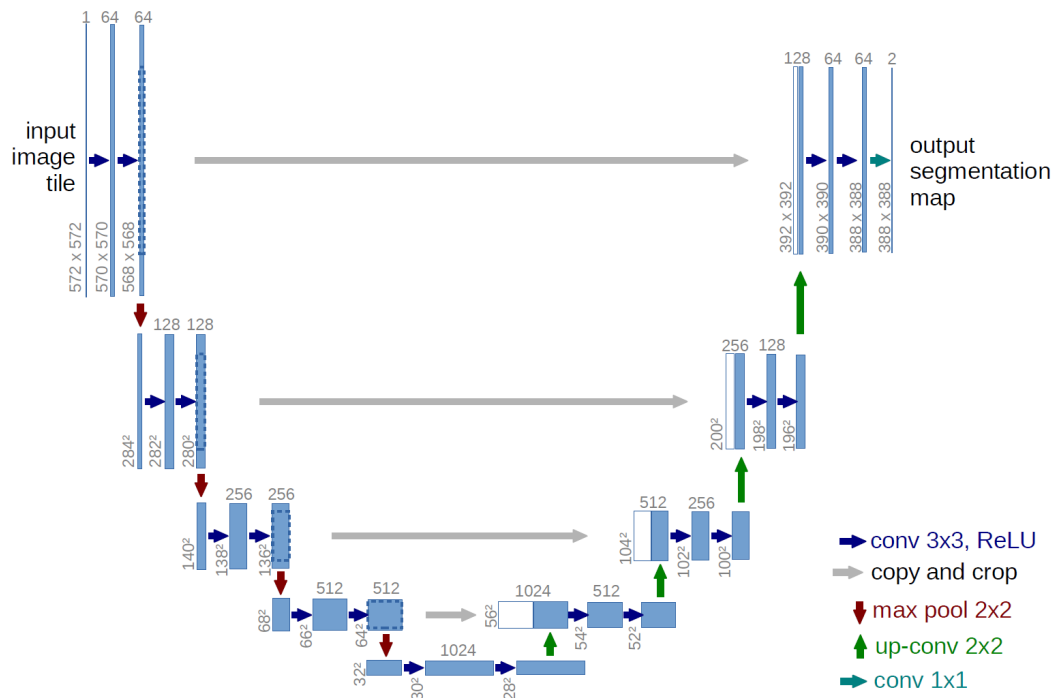 1 64 64
input
image
tile
572 x 572
570 x 570
568 x 568
128 64 64 2
392 x 392
390 x 390
388 x 388
388 x 388
output
segmentation
map
128 128
284²
282²
280²
256 128
200²
198²
196²
256 256
140²
138²
136²
512 256
104²
102²
100²
512 512
68²
66²
64²
1024 512
56²
54²
52²
1024
32²
30²
28²
conv 3x3, ReLU
copy and crop
max pool 2x2
up-conv 2x2
conv 1x1